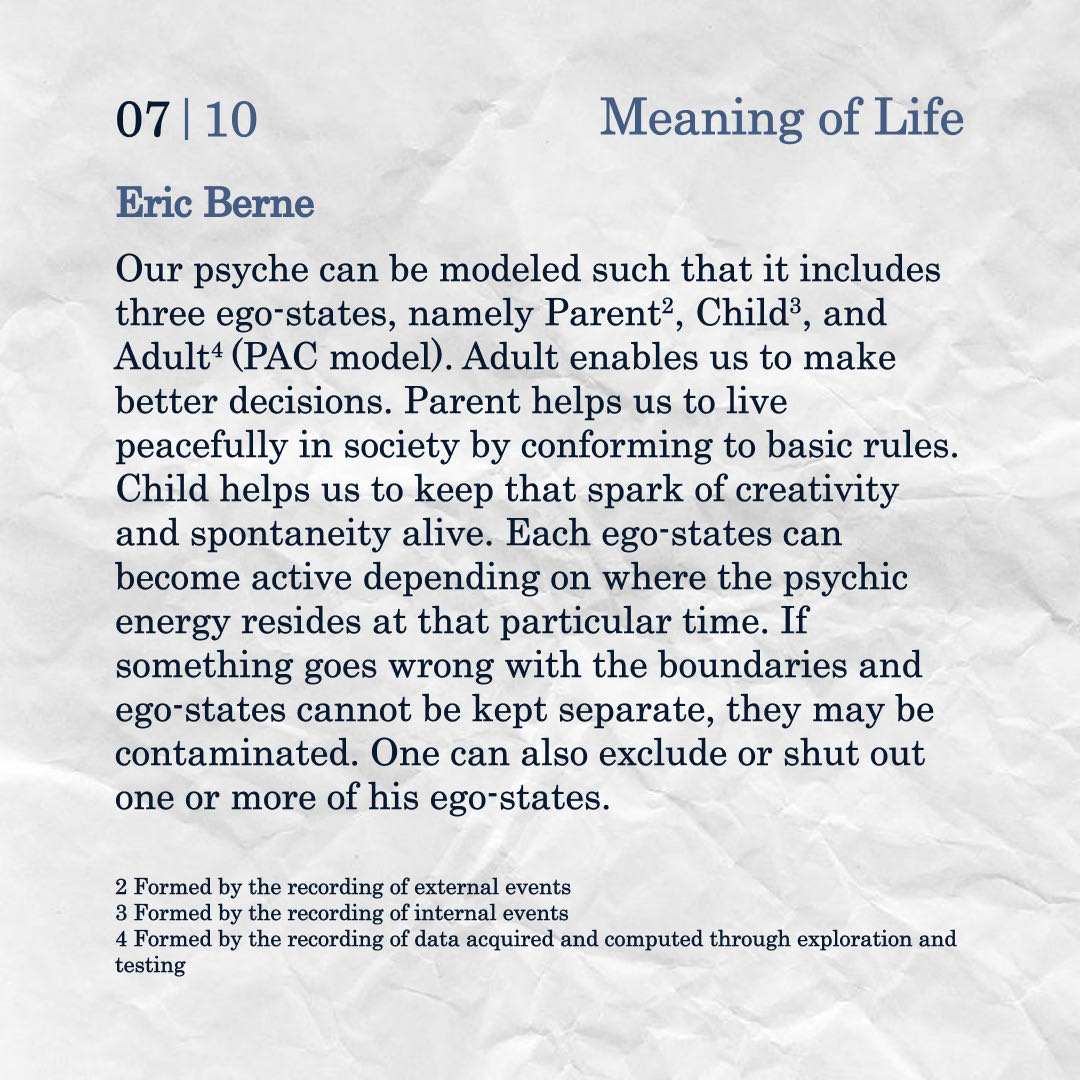 07 | 10
Meaning of Life
Eric Berne
Our psyche can be modeled such that it includes
three ego-states, namely Parent², Child³, and
Adult⁴ (PAC model). Adult enables us to make
better decisions. Parent helps us to live
peacefully in society by conforming to basic rules.
Child helps us to keep that spark of creativity
and spontaneity alive. Each ego-states can
become active depending on where the psychic
energy resides at that particular time. If
something goes wrong with the boundaries and
ego-states cannot be kept separate, they may be
contaminated. One can also exclude or shut out
one or more of his ego-states.
2 Formed by the recording of external events
3 Formed by the recording of internal events
4 Formed by the recording of data acquired and computed through exploration and
testing